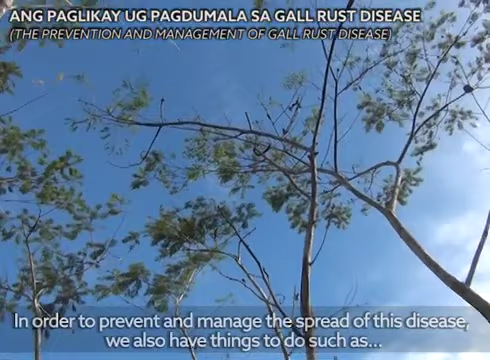 ANG PAGLIKAY UG PAGDUMALA SA GALL RUST DISEASE
(THE PREVENTION AND MANAGEMENT OF GALL RUST DISEASE)
In order to prevent and manage the spread of this disease,
we also have things to do such as...